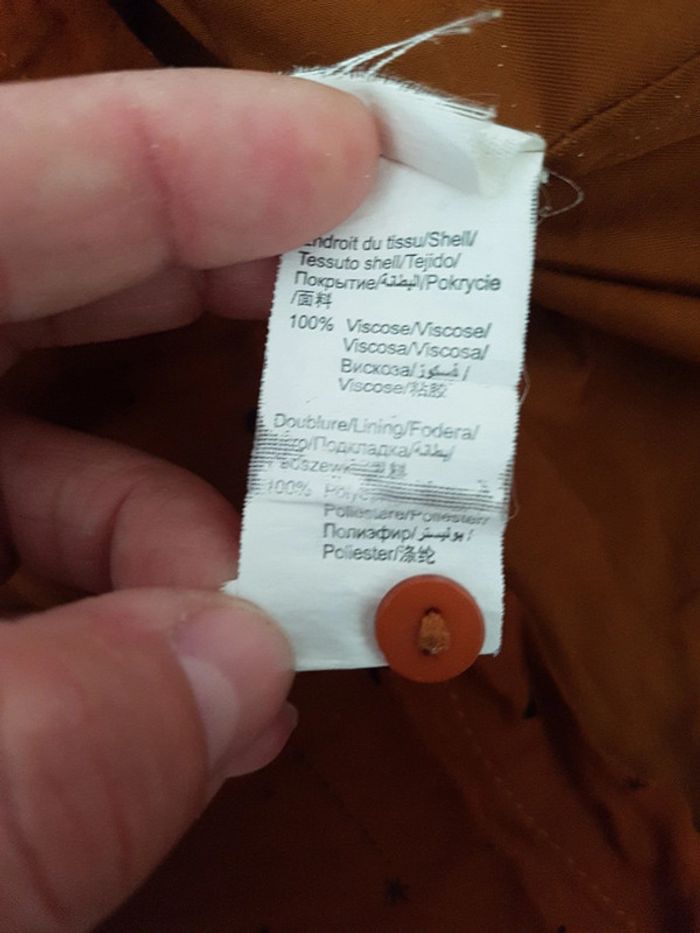 Endroit du tissu/Shell/
Tessuto shell/Tejido/
Покрытие/البطانة/Pokrycie
/面料
100% Viscose/Viscose/
Viscosa/Viscosa/
Вискоза/فسكوز/
Viscose/粘胶
Doublure/Lining/Fodera/
/Подкладка/بطانة/
100%
Poliestere/Poliester/
Полиэфир/بوليستر/
Poliester/涤纶